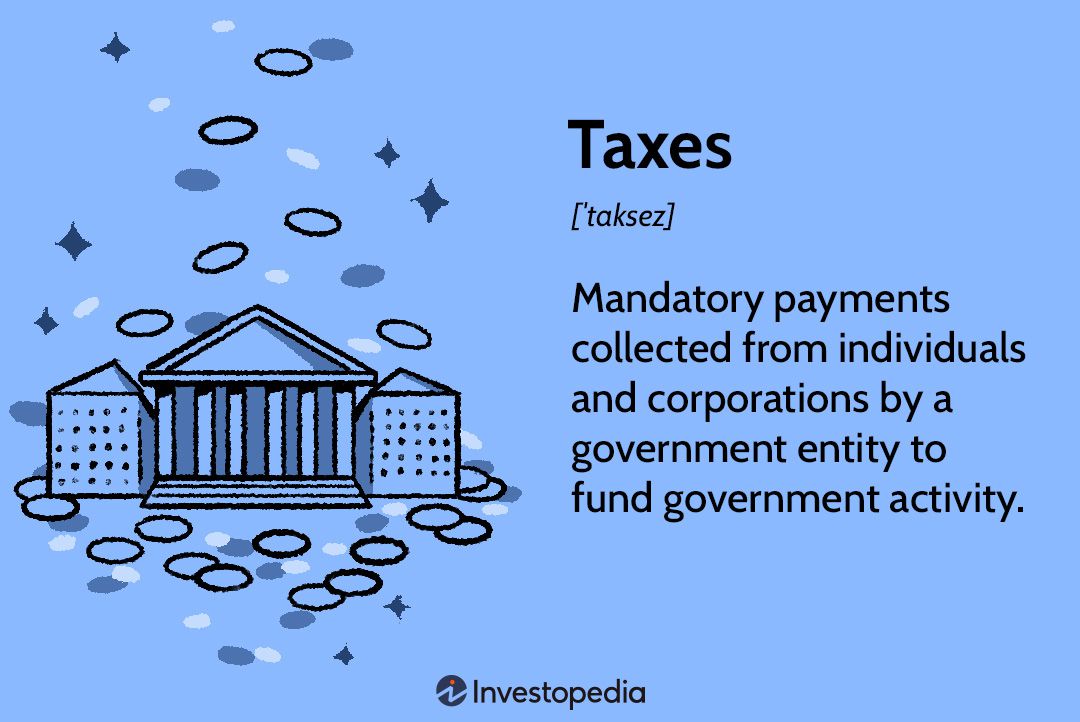 Taxes
['taksez]
Mandatory payments
collected from individuals
and corporations by a
government entity to
fund government activity.
Investopedia